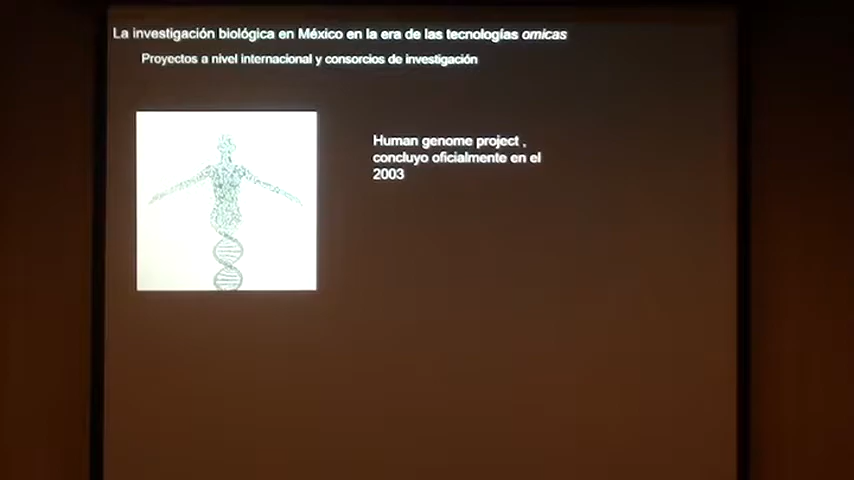 La investigación biológica en México en la era de las tecnologías omicas
Proyectos a nivel internacional y consorcios de investigación
Human genome project ,
concluyo oficialmente en el
2003